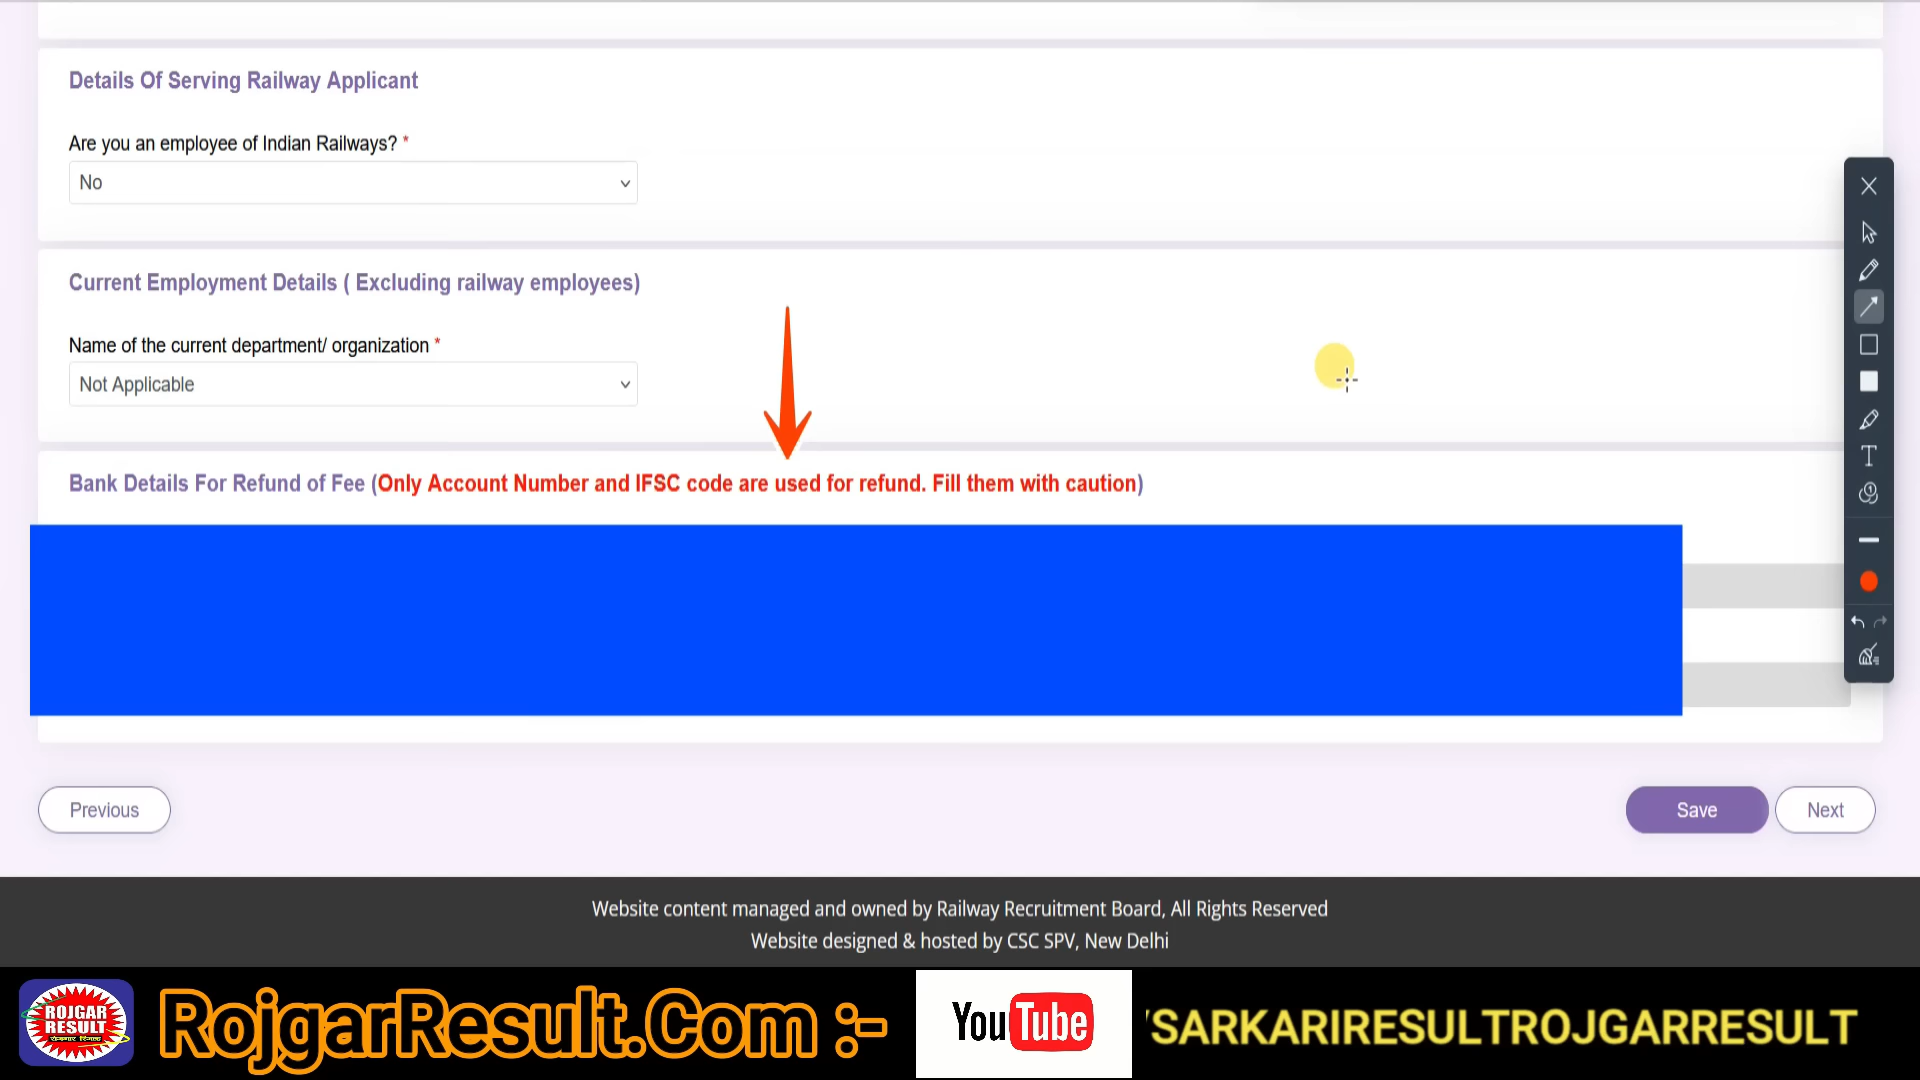 Details Of Serving Railway Applicant
Are you an employee of Indian Railways? *
No
Current Employment Details ( Excluding railway employees)
Name of the current department/ organization *
Not Applicable
Bank Details For Refund of Fee (Only Account Number and IFSC code are used for refund. Fill them with caution)
Previous
Save
Next
Website content managed and owned by Railway Recruitment Board, All Rights Reserved
Website designed & hosted by CSC SPV, New Delhi
ROJGAR
RESULT
रोजगार रिजल्ट
RojgarResult.Com :-
YouTube
/SARKARIRESULTROJGARRESULT